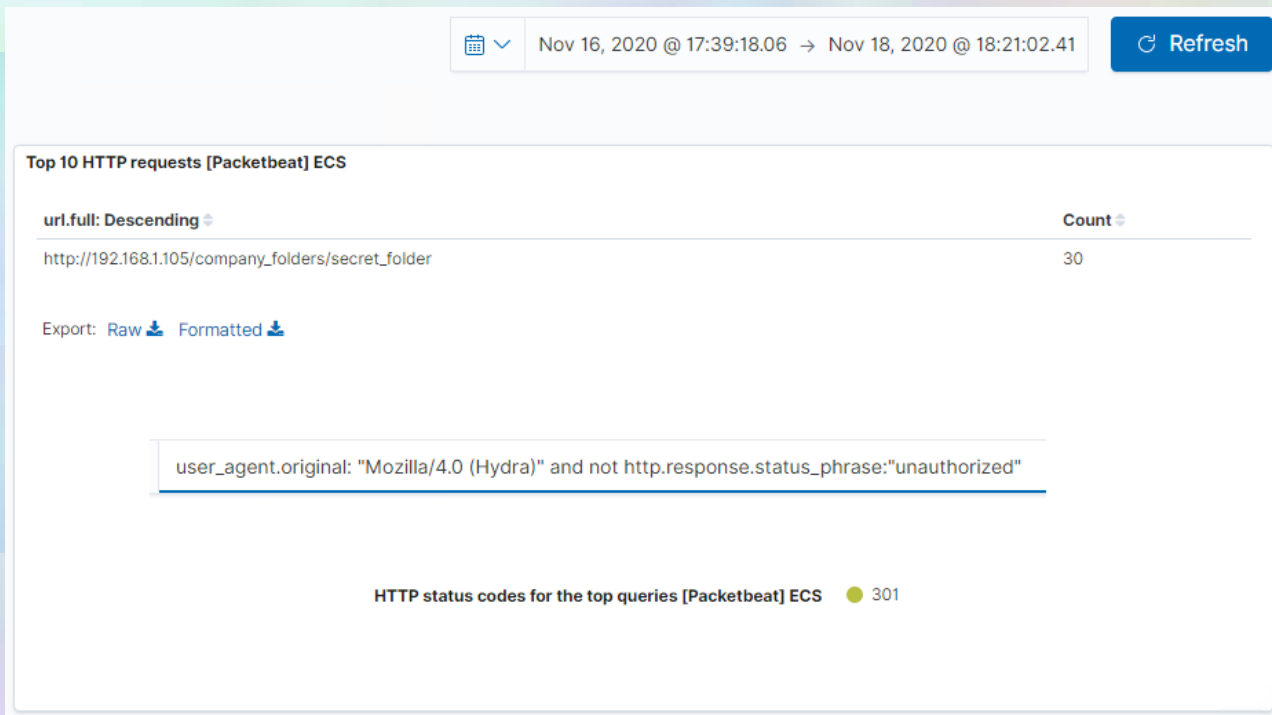 Nov 16, 2020 @ 17:39:18.06 → Nov 18, 2020 @ 18:21:02.41 Refresh
Top 10 HTTP requests [Packetbeat] ECS
url.full: Descending Count
http://192.168.1.105/company_folders/secret_folder 30
Export: Raw Formatted
user_agent.original: "Mozilla/4.0 (Hydra)" and not http.response.status_phrase:"unauthorized"
HTTP status codes for the top queries [Packetbeat] ECS 301